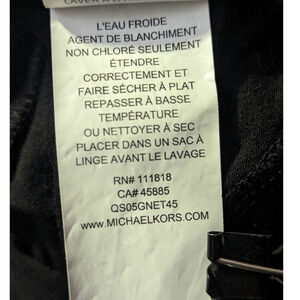 L'EAU FROIDE
AGENT DE BLANCHIMENT
NON CHLORÉ SEULEMENT
ÉTENDRE
CORRECTEMENT ET
FAIRE SÉCHER À PLAT
REPASSER À BASSE
TEMPÉRATURE
OU NETTOYER À SEC
PLACER DANS UN SAC À
LINGE AVANT LE LAVAGE
RN# 111818
CA# 45885
QS05GNET45
WWW.MICHAELKORS.COM